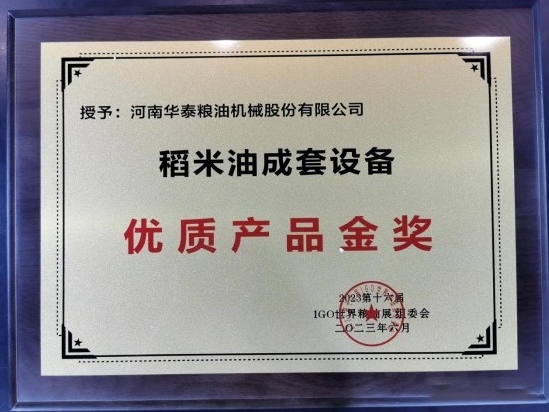 授予：河南华泰粮油机械股份有限公司
稻米油成套设备
优质产品金奖
2023第十六届
IGO世界粮油展组委会
二〇二三年六月